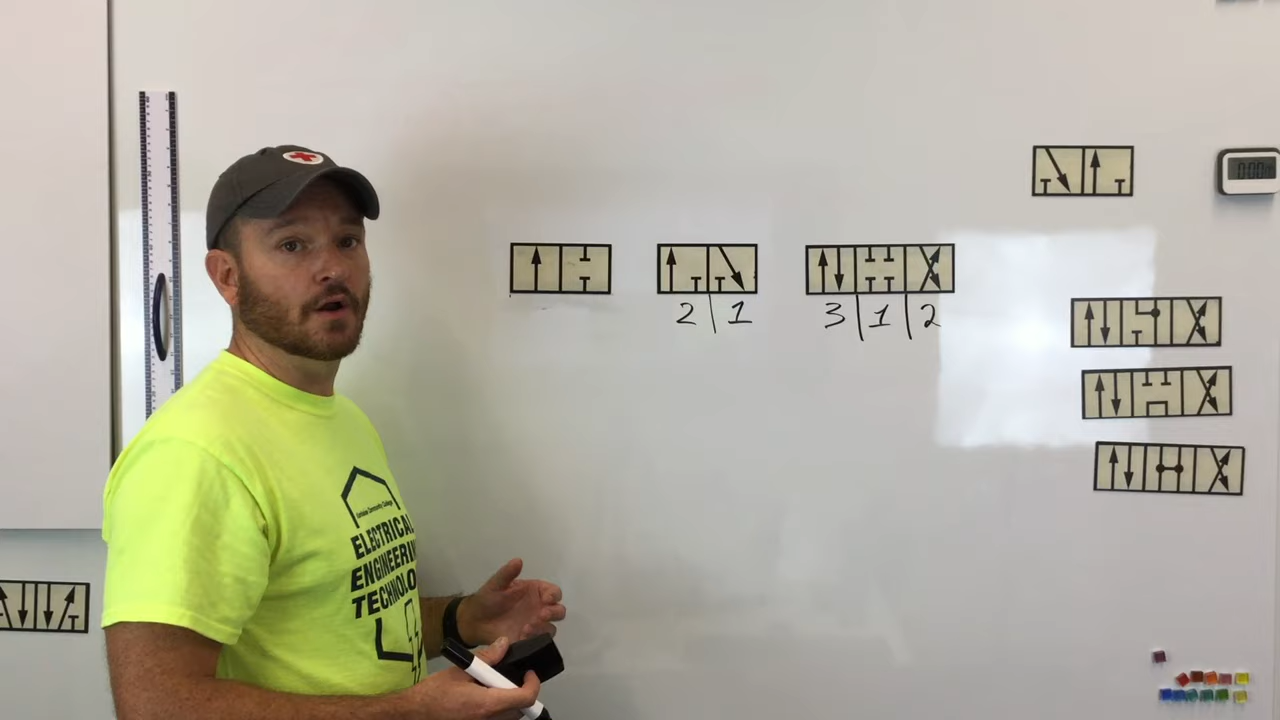 2 | 1
3 | 1 | 2
ELECTRICAL
ENGINEERIN
TECHNOLO